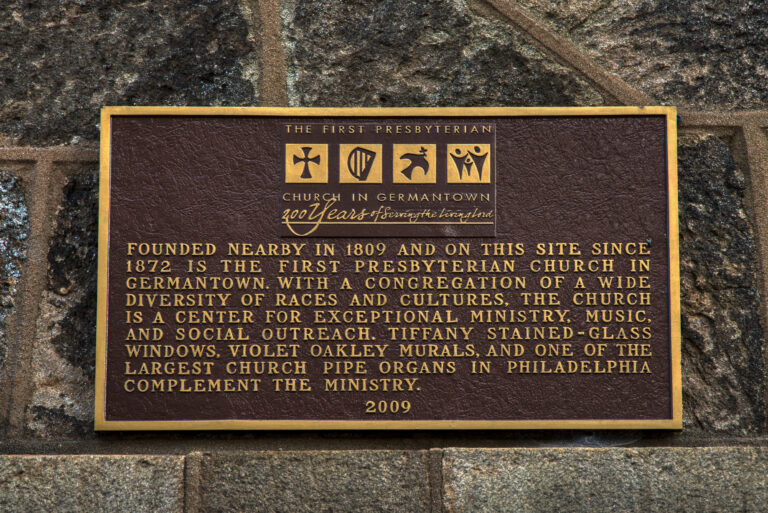 THE FIRST PRESBYTERIAN
CHURCH IN GERMANTOWN
200 Years of Serving the Living Lord
FOUNDED NEARBY IN 1809 AND ON THIS SITE SINCE
1872 IS THE FIRST PRESBYTERIAN CHURCH IN
GERMANTOWN. WITH A CONGREGATION OF A WIDE
DIVERSITY OF RACES AND CULTURES, THE CHURCH
IS A CENTER FOR EXCEPTIONAL MINISTRY, MUSIC,
AND SOCIAL OUTREACH. TIFFANY STAINED-GLASS
WINDOWS, VIOLET OAKLEY MURALS, AND ONE OF THE
LARGEST CHURCH PIPE ORGANS IN PHILADELPHIA
COMPLEMENT THE MINISTRY.
2009